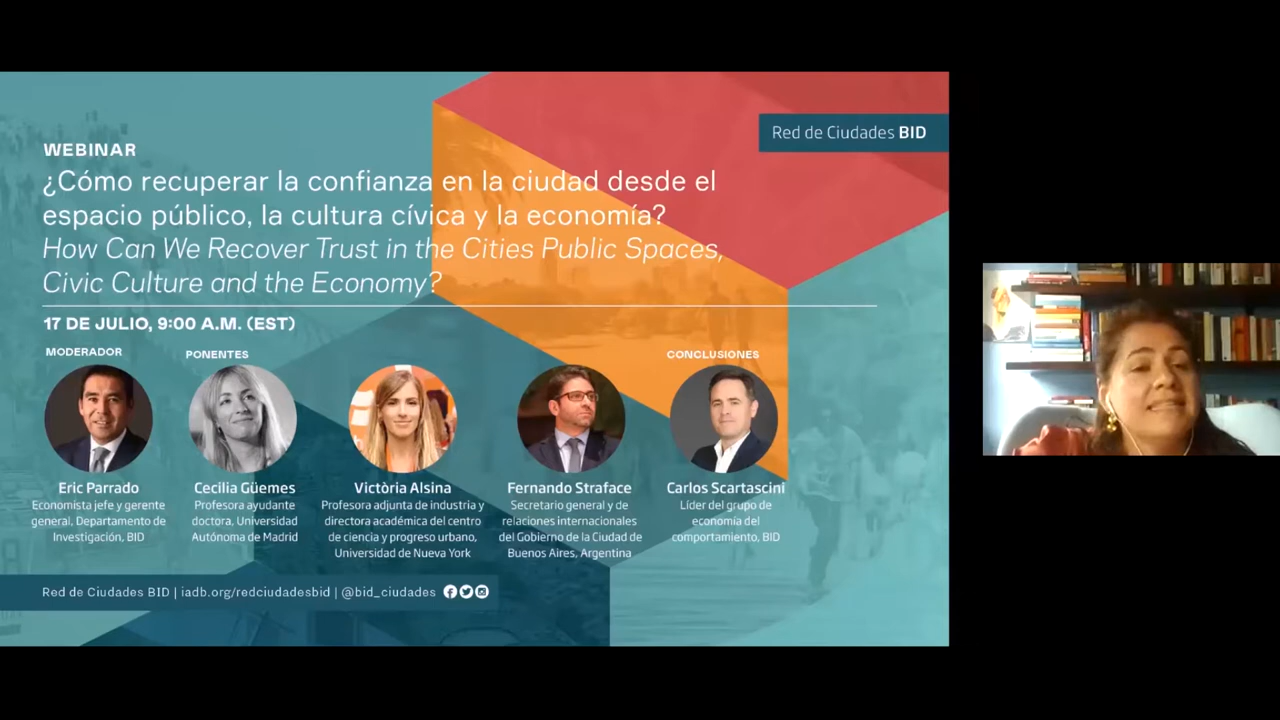 Red de Ciudades BID
WEBINAR
¿Cómo recuperar la confianza en la ciudad desde el
espacio público, la cultura cívica y la economía?
How Can We Recover Trust in the Cities Public Spaces,
Civic Culture and the Economy?
17 DE JULIO, 9:00 A.M. (EST)
MODERADOR
PONENTES
CONCLUSIONES
Eric Parrado
Economista jefe y gerente
general, Departamento de
Investigación, BID
Cecilia Güemes
Profesora ayudante
doctora, Universidad
Autónoma de Madrid
Victòria Alsina
Profesora adjunta de industria y
directora académica del centro
de ciencia y progreso urbano,
Universidad de Nueva York
Fernando Straface
Secretario general y de
relaciones internacionales
del Gobierno de la Ciudad de
Buenos Aires, Argentina
Carlos Scartascini
Líder del grupo de
economía del
comportamiento, BID
Red de Ciudades BID | iadb.org/redciudadesbid | @bid_ciudades